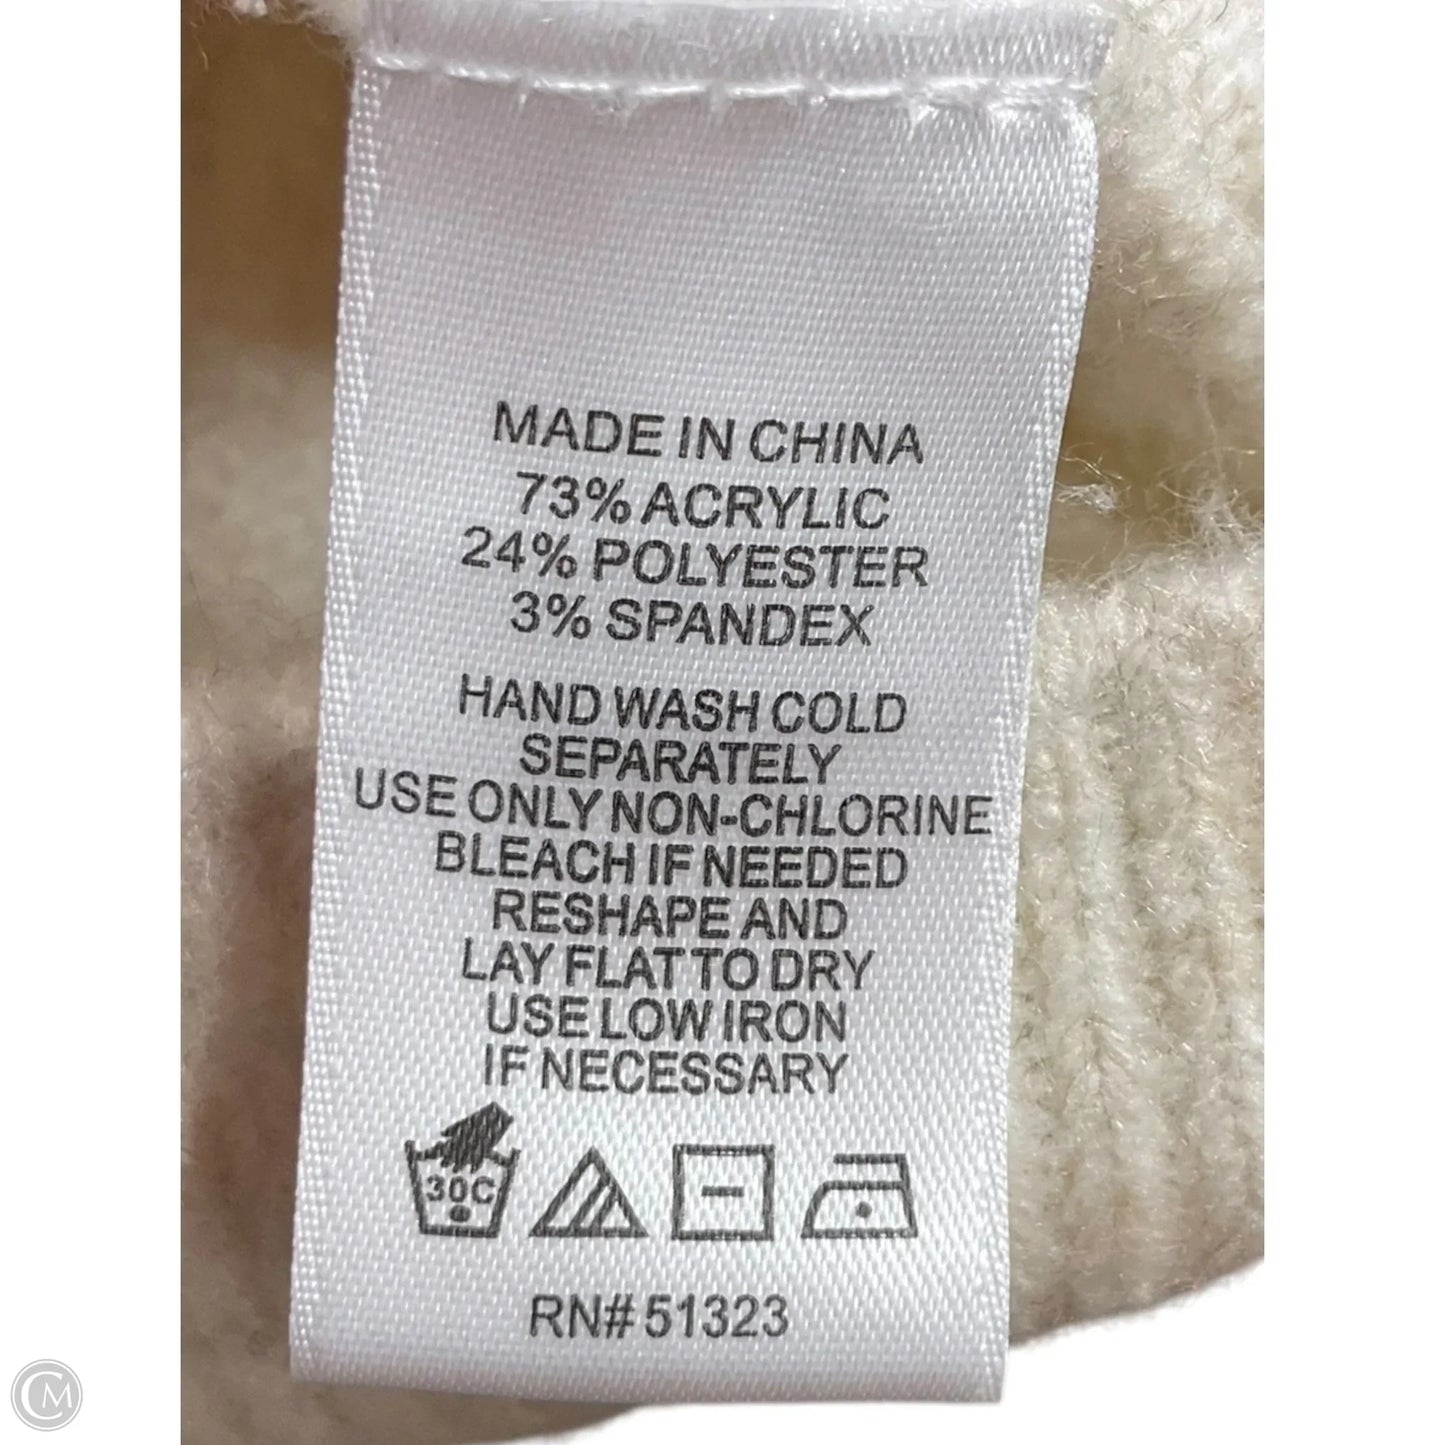 MADE IN CHINA
73% ACRYLIC
24% POLYESTER
3% SPANDEX
HAND WASH COLD
SEPARATELY
USE ONLY NON-CHLORINE
BLEACH IF NEEDED
RESHAPE AND
LAY FLAT TO DRY
USE LOW IRON
IF NECESSARY
30C
RN# 51323
CM